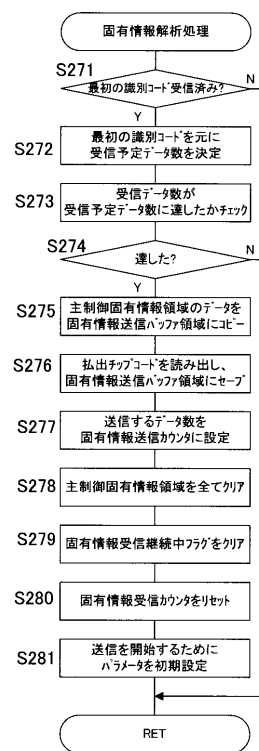 固有情報解析処理
S271
最初の識別コード受信済み?
N
Y
S272
最初の識別コードを元に
受信予定データ数を決定
S273
受信データ数が
受信予定データ数に達したかチェック
S274
達した?
N
Y
S275
主制御固有情報領域のデータを
固有情報送信バッファ領域にコピー
S276
払出チップコードを読み出し、
固有情報送信バッファ領域にセーブ
S277
送信するデータ数を
固有情報送信カウンタに設定
S278
主制御固有情報領域を全てクリア
S279
固有情報受信継続中フラグをクリア
S280
固有情報受信カウンタをリセット
S281
送信を開始するために
パラメータを初期設定
RET